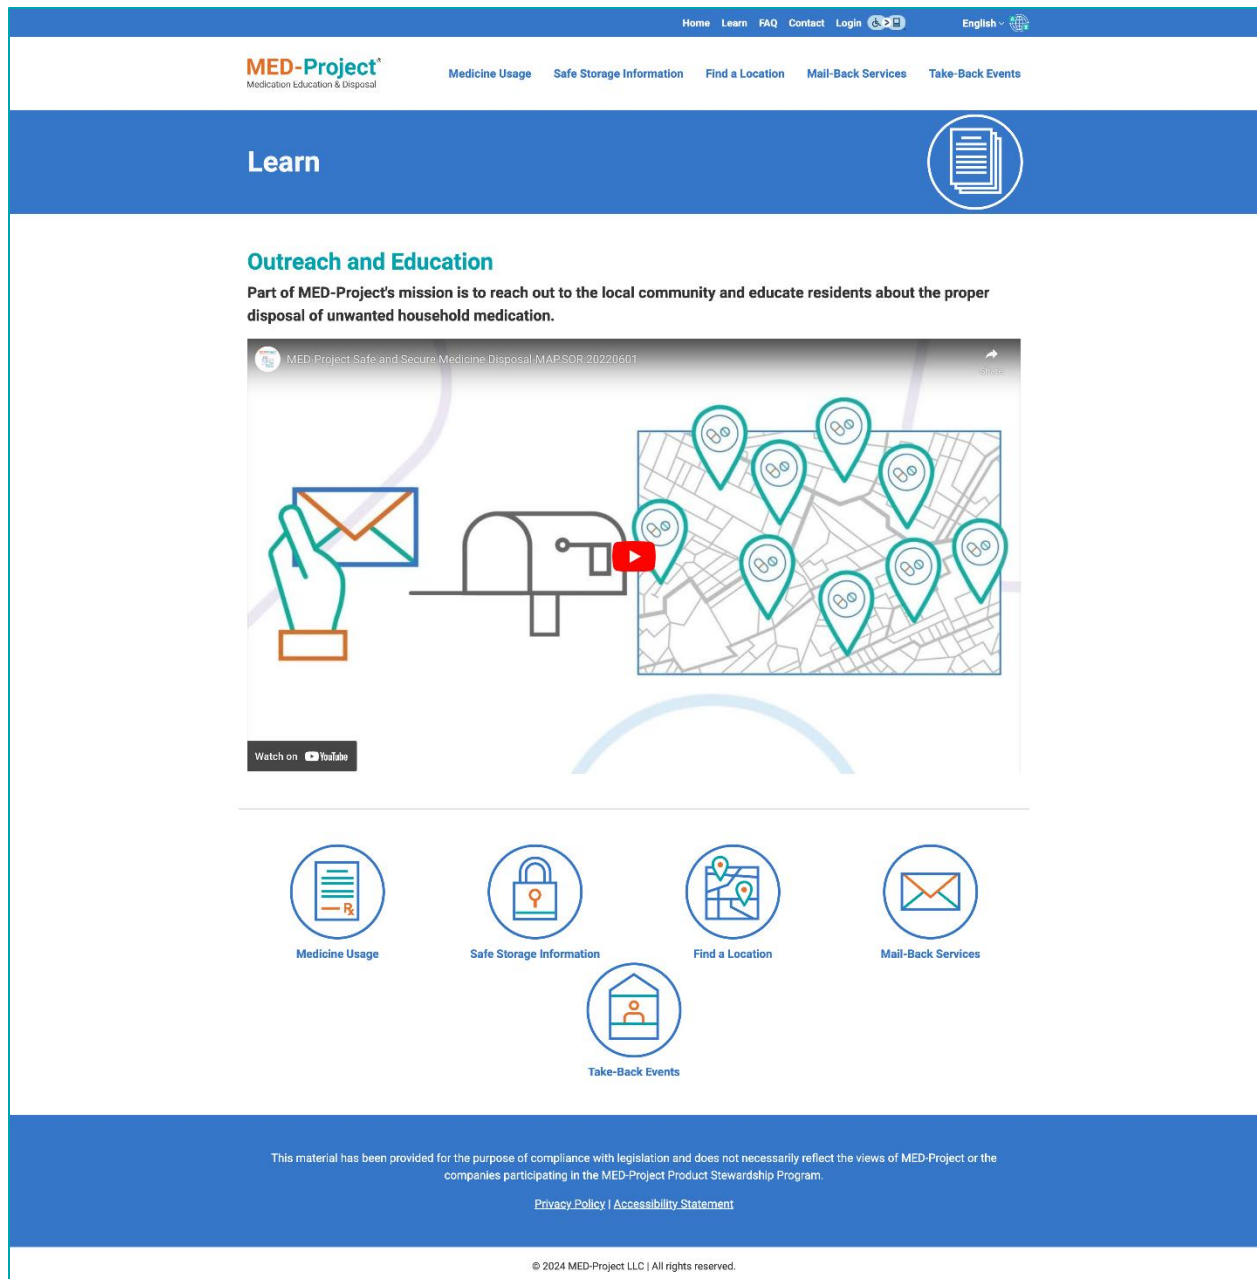 Home Learn FAQ Contact Login English
MED-Project®
Medication Education & Disposal
Medicine Usage Safe Storage Information Find a Location Mail-Back Services Take-Back Events
Learn
Outreach and Education
Part of MED-Project's mission is to reach out to the local community and educate residents about the proper
disposal of unwanted household medication.
MED-Project Safe and Secure Medicine Disposal-MAP.SOR.20220601
Share
Watch on YouTube
Rx
Medicine Usage Safe Storage Information Find a Location Mail-Back Services
Take-Back Events
This material has been provided for the purpose of compliance with legislation and does not necessarily reflect the views of MED-Project or the
companies participating in the MED-Project Product Stewardship Program.
Privacy Policy | Accessibility Statement
© 2024 MED-Project LLC | All rights reserved.